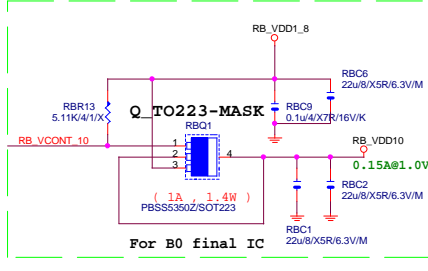 RB_VDD1_8
RBC6
22u/8/X5R/6.3V/M
RBR13
5.11K/4/1/X
Q_TO223-MASK
RBC9
0.1u/4/X7R/16V/K
RBQ1
RB_VCONT_10
1
2
3
4
RB_VDD10
0.15A@1.0V
( 1A , 1.4W )
PBSS5350Z/SOT223
RBC2
22u/8/X5R/6.3V/M
RBC1
22u/8/X5R/6.3V/M
For B0 final IC